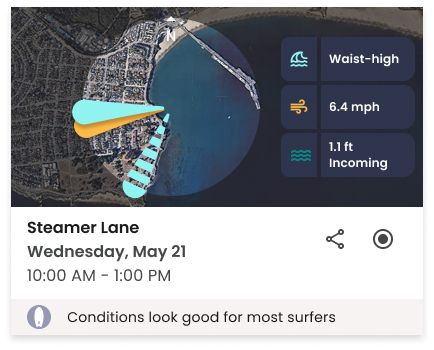 N
Waist-high
6.4 mph
1.1 ft
Incoming
Steamer Lane
Wednesday, May 21
10:00 AM - 1:00 PM
Conditions look good for most surfers